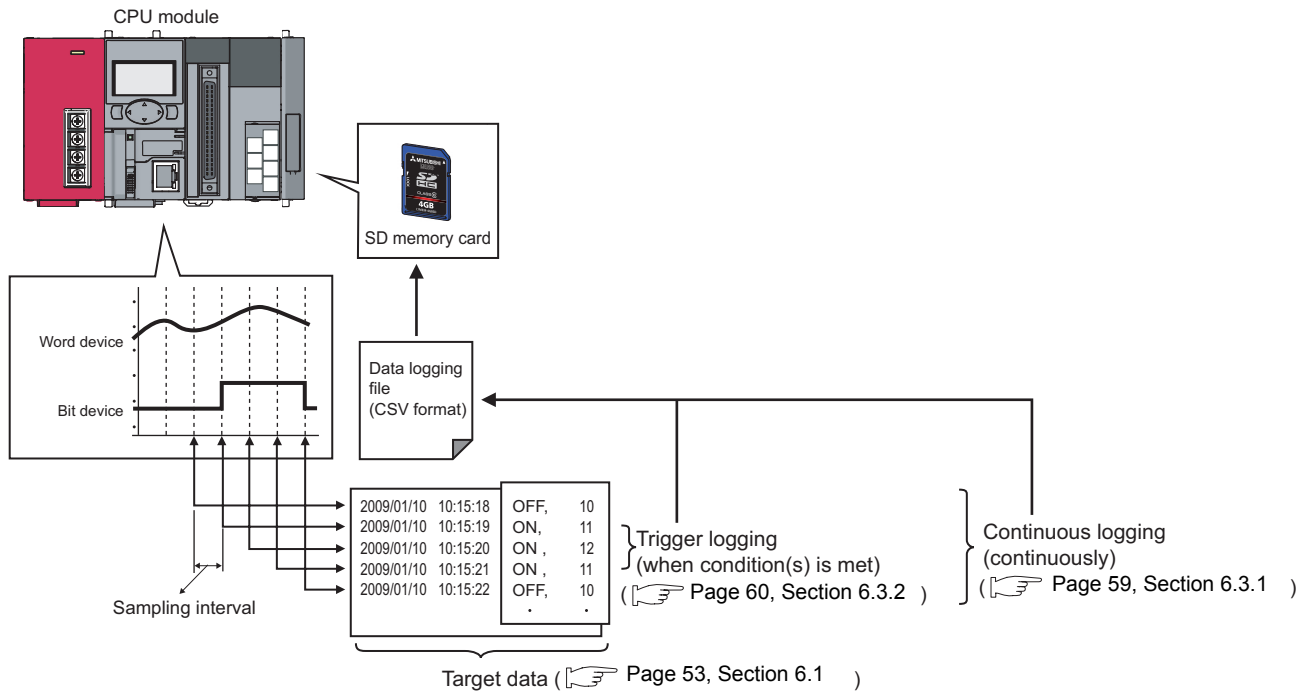 CPU module
MITSUBISHI
SD
HC
CLASS
4GB
SD memory card
Word device
Bit device
Data logging
file
(CSV format)
2009/01/10 10:15:18 OFF, 10
2009/01/10 10:15:19 ON, 11
2009/01/10 10:15:20 ON , 12
2009/01/10 10:15:21 ON , 11
2009/01/10 10:15:22 OFF, 10
Sampling interval
Trigger logging
(when condition(s) is met)
( Page 60, Section 6.3.2 )
Continuous logging
(continuously)
( Page 59, Section 6.3.1 )
Target data ( Page 53, Section 6.1 )